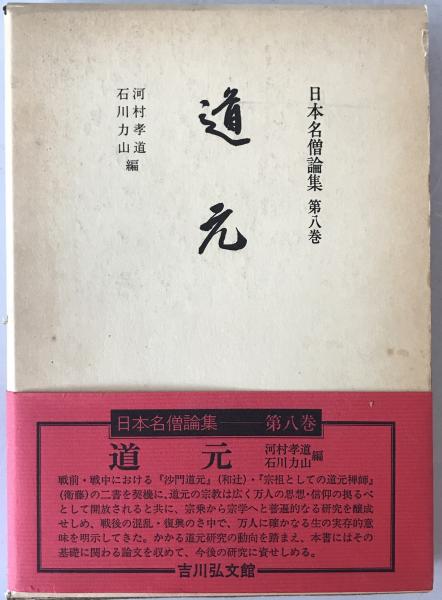 日本名僧論集 第八巻
道元
河村孝道
石川力山 編
日本名僧論集――第八巻
道元 河村孝道 石川力山 編
戦前・戦中における『沙門道元』(和辻)・『宗祖としての道元禅師』
(衛藤)の二書を契機に、道元の宗教は広く万人の思想・信仰の拠るべ
として開放されると共に、宗乗から宗学へと普遍的なる研究を醸成
せしめ、戦後の混乱・復興のさ中で、万人に確かなる生の実存的意
味を明示してきた。かかる道元研究の動向を踏まえ、本書にはその
基礎に関わる論文を収めて、今後の研究に資せしめる。
吉川弘文館